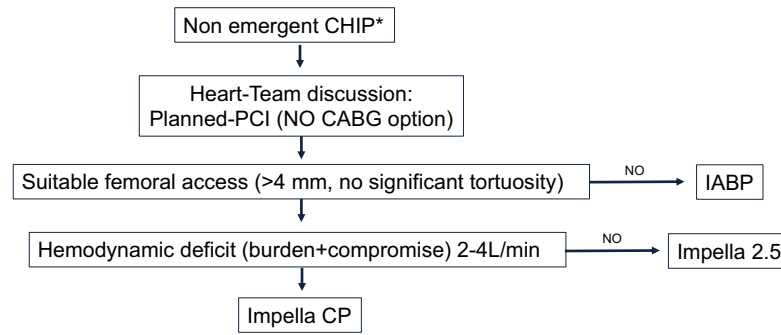 Non emergent CHIP*
Heart-Team discussion:
Planned-PCI (NO CABG option)
Suitable femoral access (>4 mm, no significant tortuosity)
NO
IABP
Hemodynamic deficit (burden+compromise) 2-4L/min
NO
Impella 2.5
Impella CP